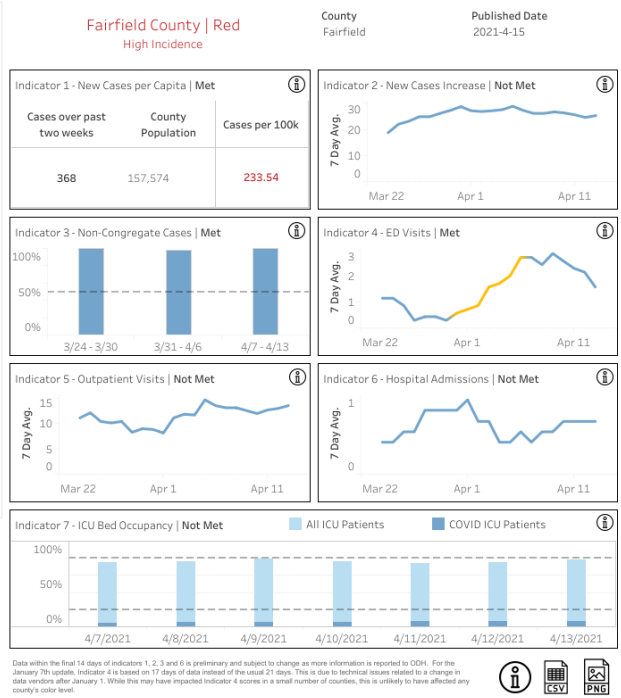 Fairfield County | Red
High Incidence
County
Fairfield
Published Date
2021-4-15
Indicator 1 - New Cases per Capita | Met
Cases over past
two weeks
County
Population
Cases per 100k
368
157,574
233.54
Indicator 2 - New Cases Increase | Not Met
7 Day Avg.
30
20
10
0
Mar 22
Apr 1
Apr 11
Indicator 3 - Non-Congregate Cases | Met
100%
50%
0%
3/24 - 3/30
3/31 - 4/6
4/7 - 4/13
Indicator 4 - ED Visits | Met
7 Day Avg.
3
2
1
0
Mar 22
Apr 1
Apr 11
Indicator 5 - Outpatient Visits | Not Met
7 Day Avg.
15
10
5
0
Mar 22
Apr 1
Apr 11
Indicator 6 - Hospital Admissions | Not Met
7 Day Avg.
1
0
Mar 22
Apr 1
Apr 11
Indicator 7 - ICU Bed Occupancy | Not Met
All ICU Patients
COVID ICU Patients
100%
50%
0%
4/7/2021
4/8/2021
4/9/2021
4/10/2021
4/11/2021
4/12/2021
4/13/2021
Data within the final 14 days of indicators 1, 2, 3 and 6 is preliminary and subject to change as more information is reported to ODH. For the
January 7th update, Indicator 4 is based on 17 days of data instead of the usual 21 days. This is due to technical issues related to a change in
data vendors after January 1. While this may have impacted Indicator 4 scores in a small number of counties, this is unlikely to have affected any
county's color level.
CSV
PNG